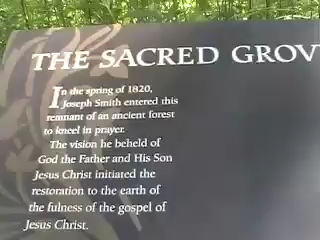 THE SACRED GROV
In the spring of 1820,
Joseph Smith entered this
remnant of an ancient forest
to kneel in prayer.
The vision he beheld of
God the Father and His Son
Jesus Christ initiated the
restoration to the earth of
the fulness of the gospel of
Jesus Christ.